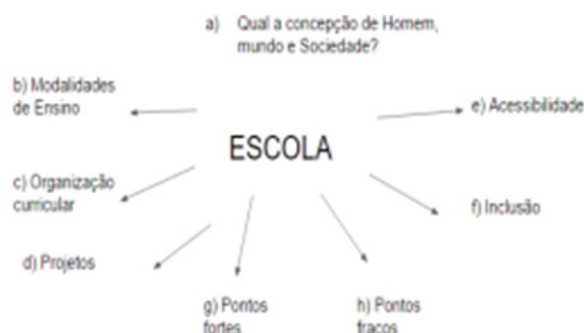 a) Qual a concepção de Homem,
mundo e Sociedade?
b) Modalidades
de Ensino
e) Acessibilidade
ESCOLA
c) Organização
curricular
f) Inclusão
d) Projetos
g) Pontos
fortes
h) Pontos
fracos